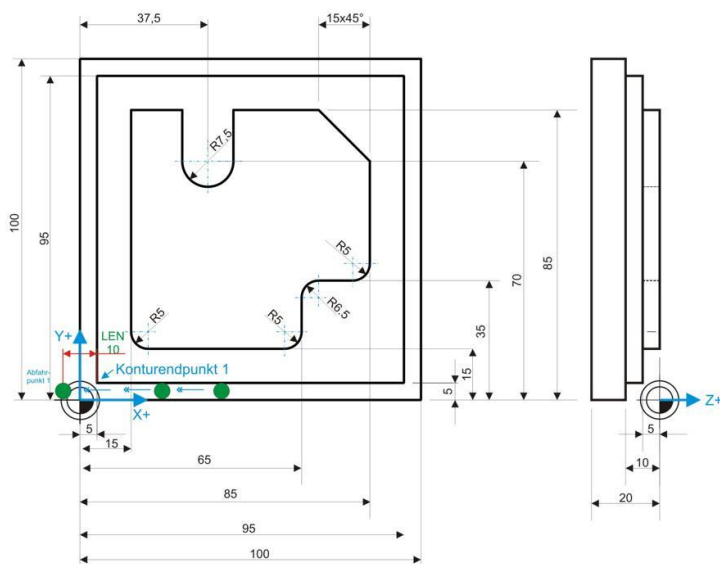 37,5
15x45°
R7,5
100
95
R5
R6.5
R5
R5
70
85
35
15
5
Y+
LEN
10
Abfahr-
punkt 1
Konturendpunkt 1
X+
Z+
5
15
65
85
95
100
5
10
20